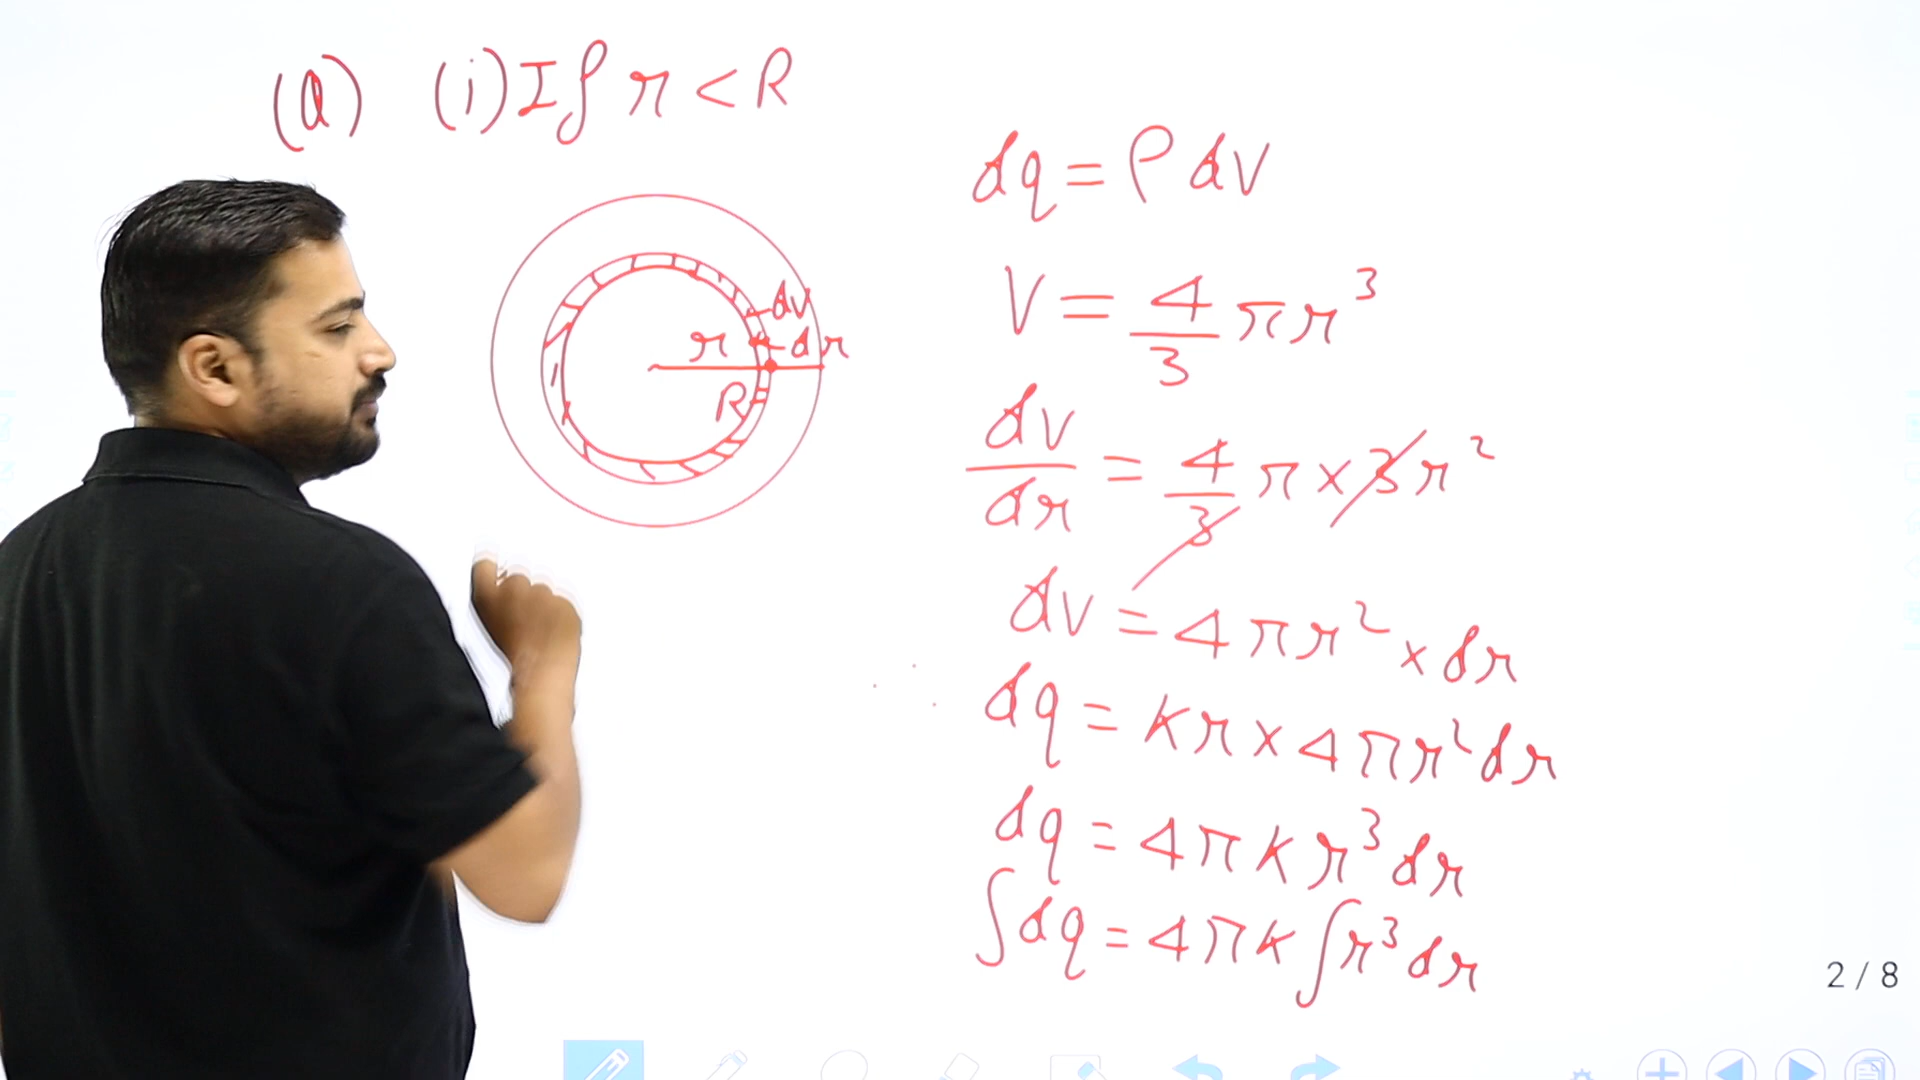 (a) (i) If r < R
dv
r dr
R
dq = ρ dv
V = 4/3 πr³
dv/dr = 4/3 π × 3r²
dv = 4πr² × dr
dq = Kr × 4πr² dr
dq = 4πK r³ dr
∫dq = 4πK ∫r³ dr
2 / 8